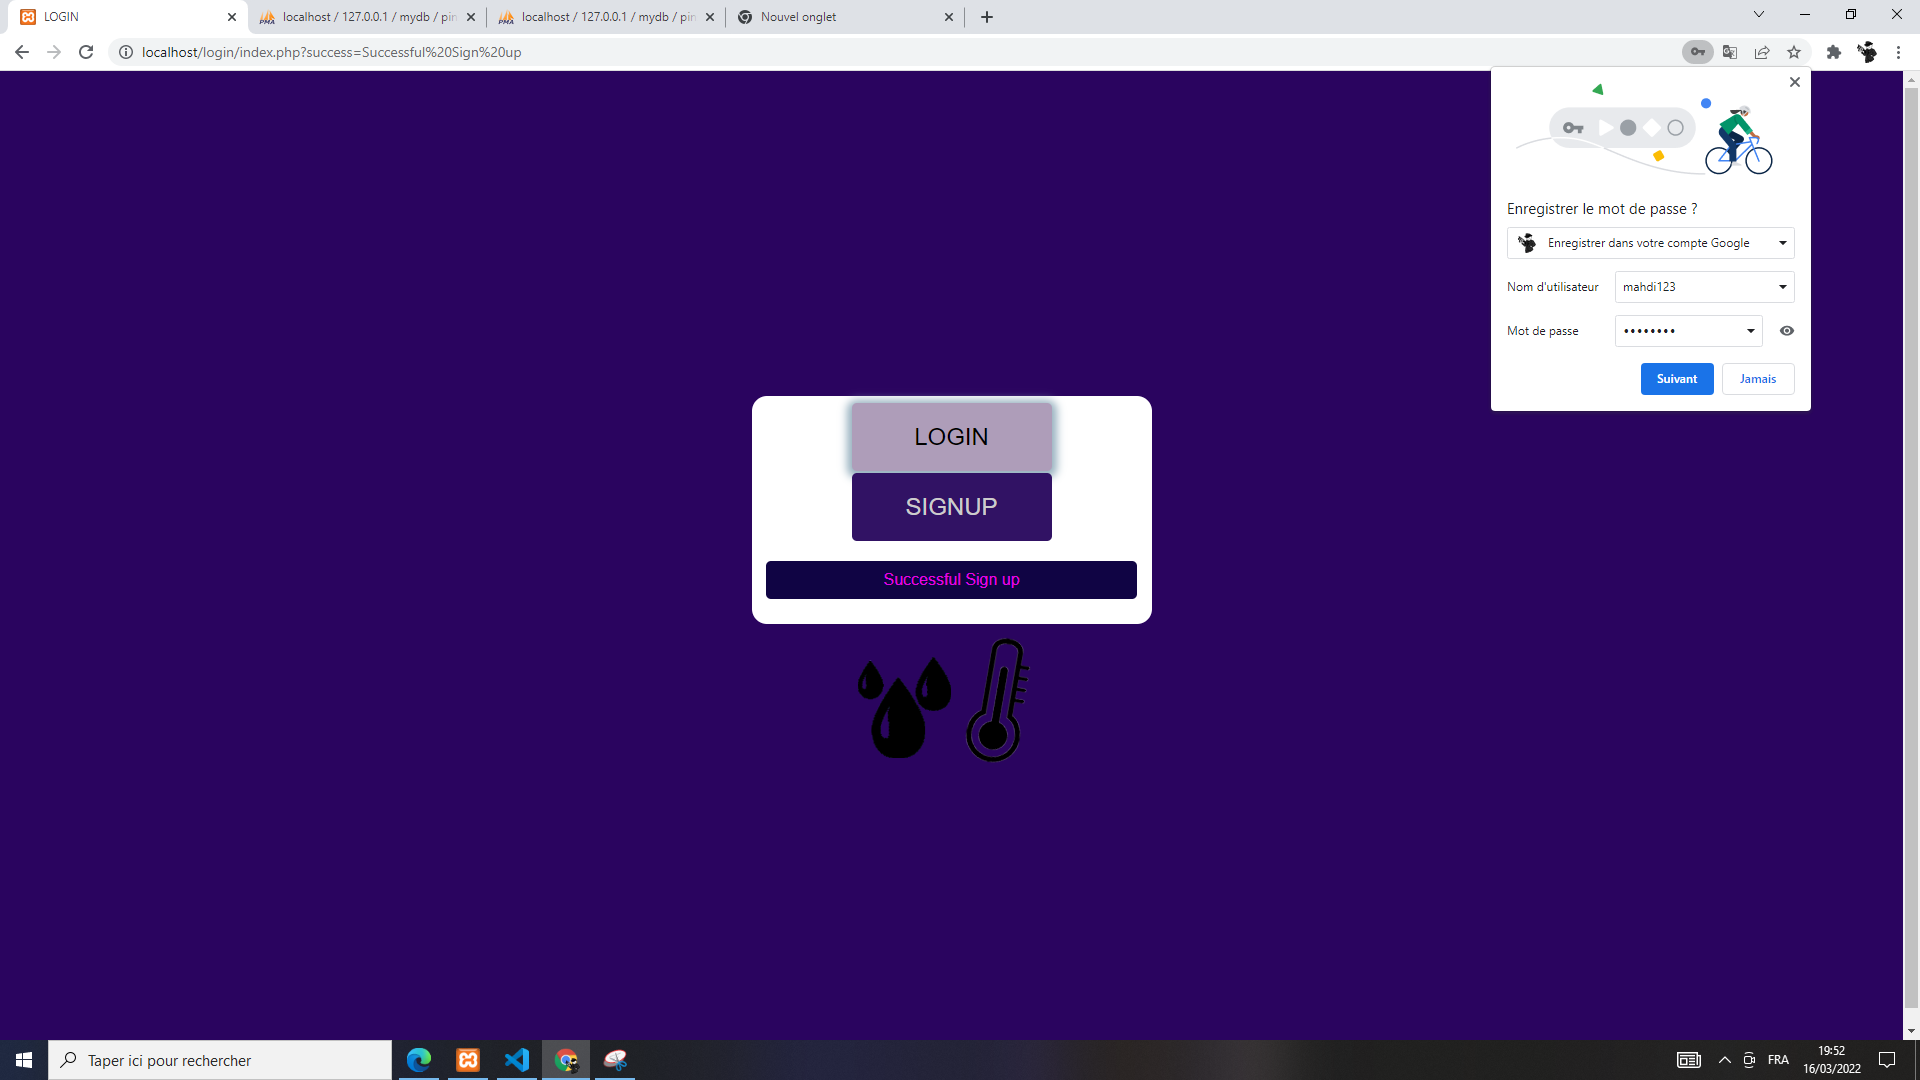 LOGIN
localhost / 127.0.0.1 / mydb / pin
localhost / 127.0.0.1 / mydb / pin
Nouvel onglet
localhost/login/index.php?success=Successful%20Sign%20up
Enregistrer le mot de passe ?
Enregistrer dans votre compte Google
Nom d'utilisateur
mahdi123
Mot de passe
••••••••
Suivant
Jamais
LOGIN
SIGNUP
Successful Sign up
Taper ici pour rechercher
FRA
19:52
16/03/2022